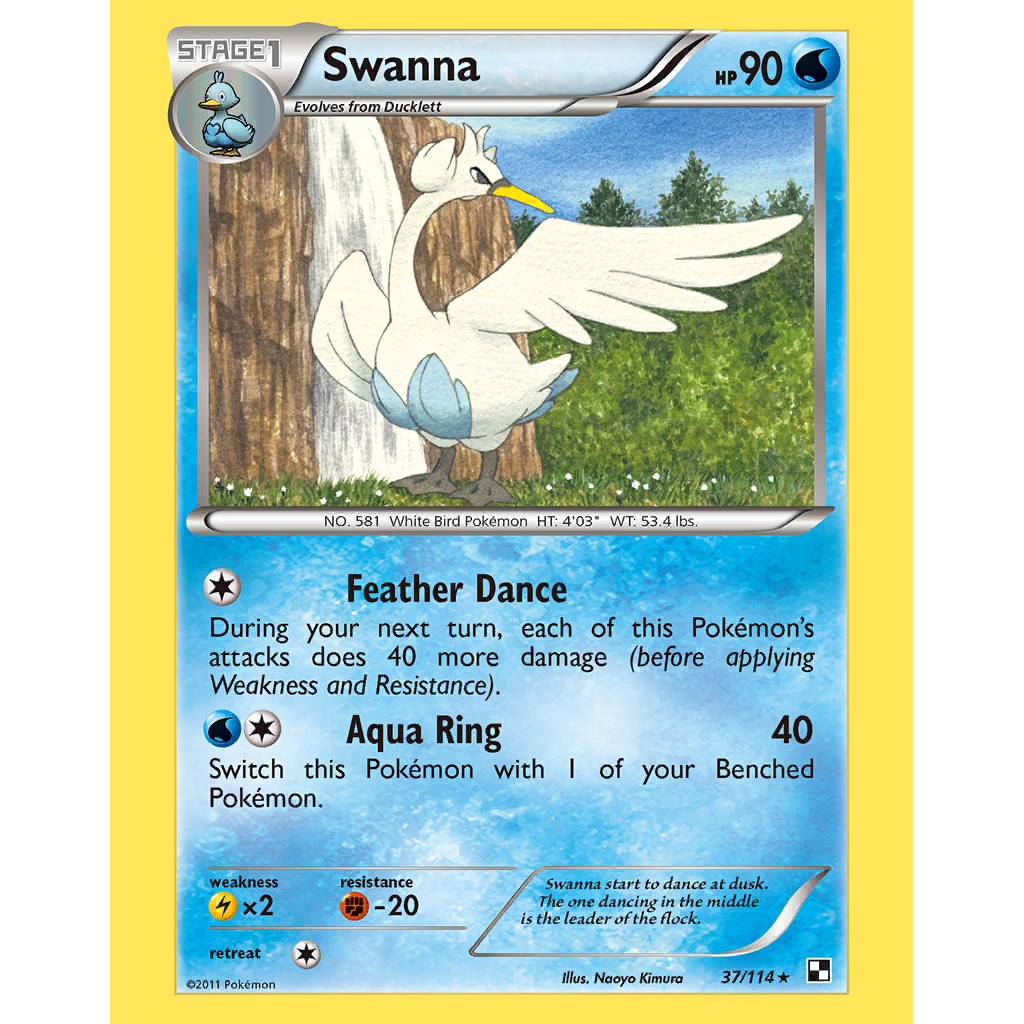 STAGE1
Swanna
HP 90
Evolves from Ducklett
NO. 581 White Bird Pokémon HT: 4'03" WT: 53.4 lbs.
Feather Dance
During your next turn, each of this Pokémon's
attacks does 40 more damage (before applying
Weakness and Resistance).
Aqua Ring 40
Switch this Pokémon with 1 of your Benched
Pokémon.
weakness resistance
×2 -20
Swanna start to dance at dusk.
The one dancing in the middle
is the leader of the flock.
retreat
©2011 Pokémon
Illus. Naoyo Kimura 37/114 ★